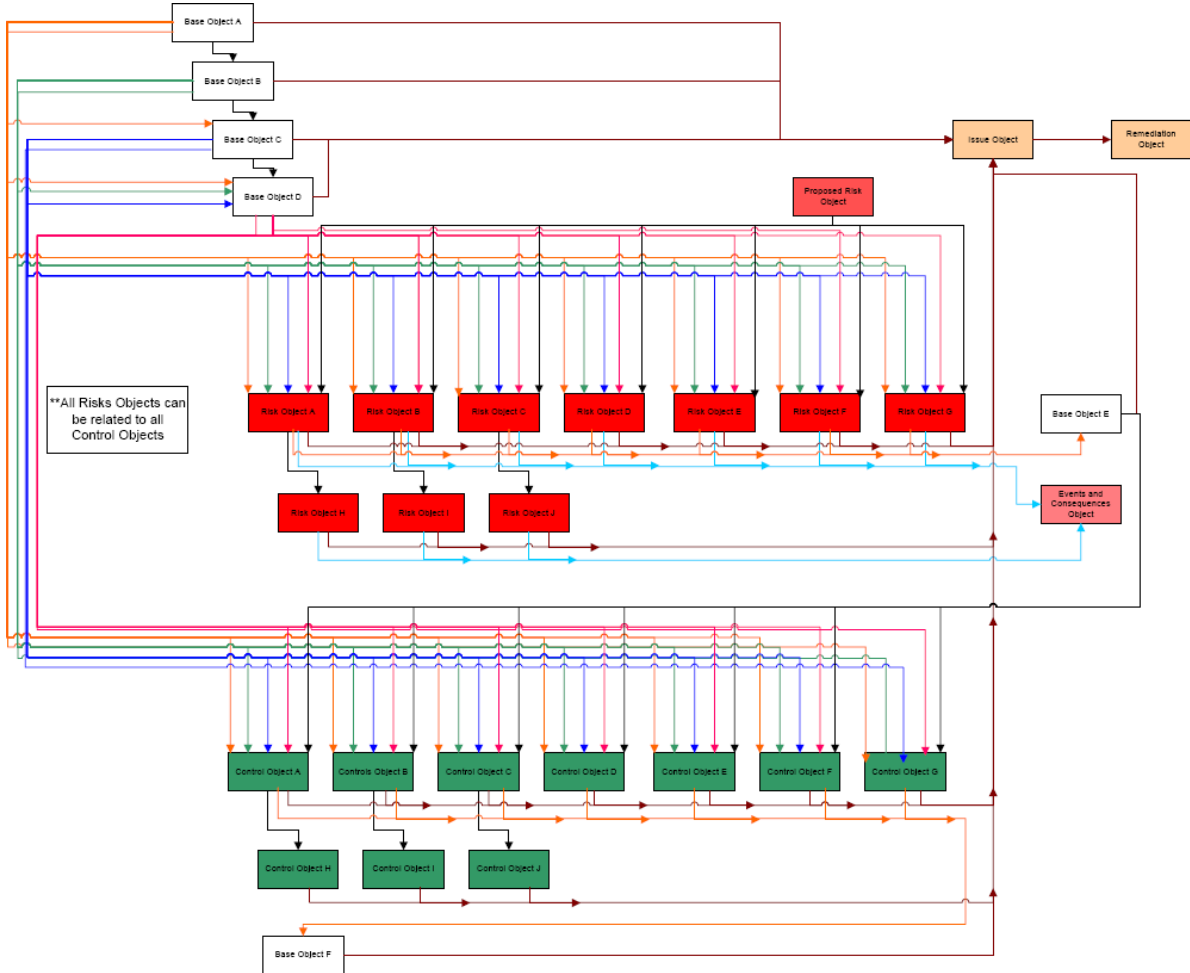 Base Object A
Base Object B
Base Object C
Issue Object
Remediation
Object
Base Object D
Proposed Risk
Object
**All Risks Objects can
be related to all
Control Objects
Risk Object A
Risk Object B
Risk Object C
Risk Object D
Risk Object E
Risk Object F
Risk Object G
Base Object E
Risk Object H
Risk Object I
Risk Object J
Events and
Consequences
Object
Control Object A
Controls Object B
Control Object C
Control Object D
Control Object E
Control Object F
Control Object G
Control Object H
Control Object I
Control Object J
Base Object F